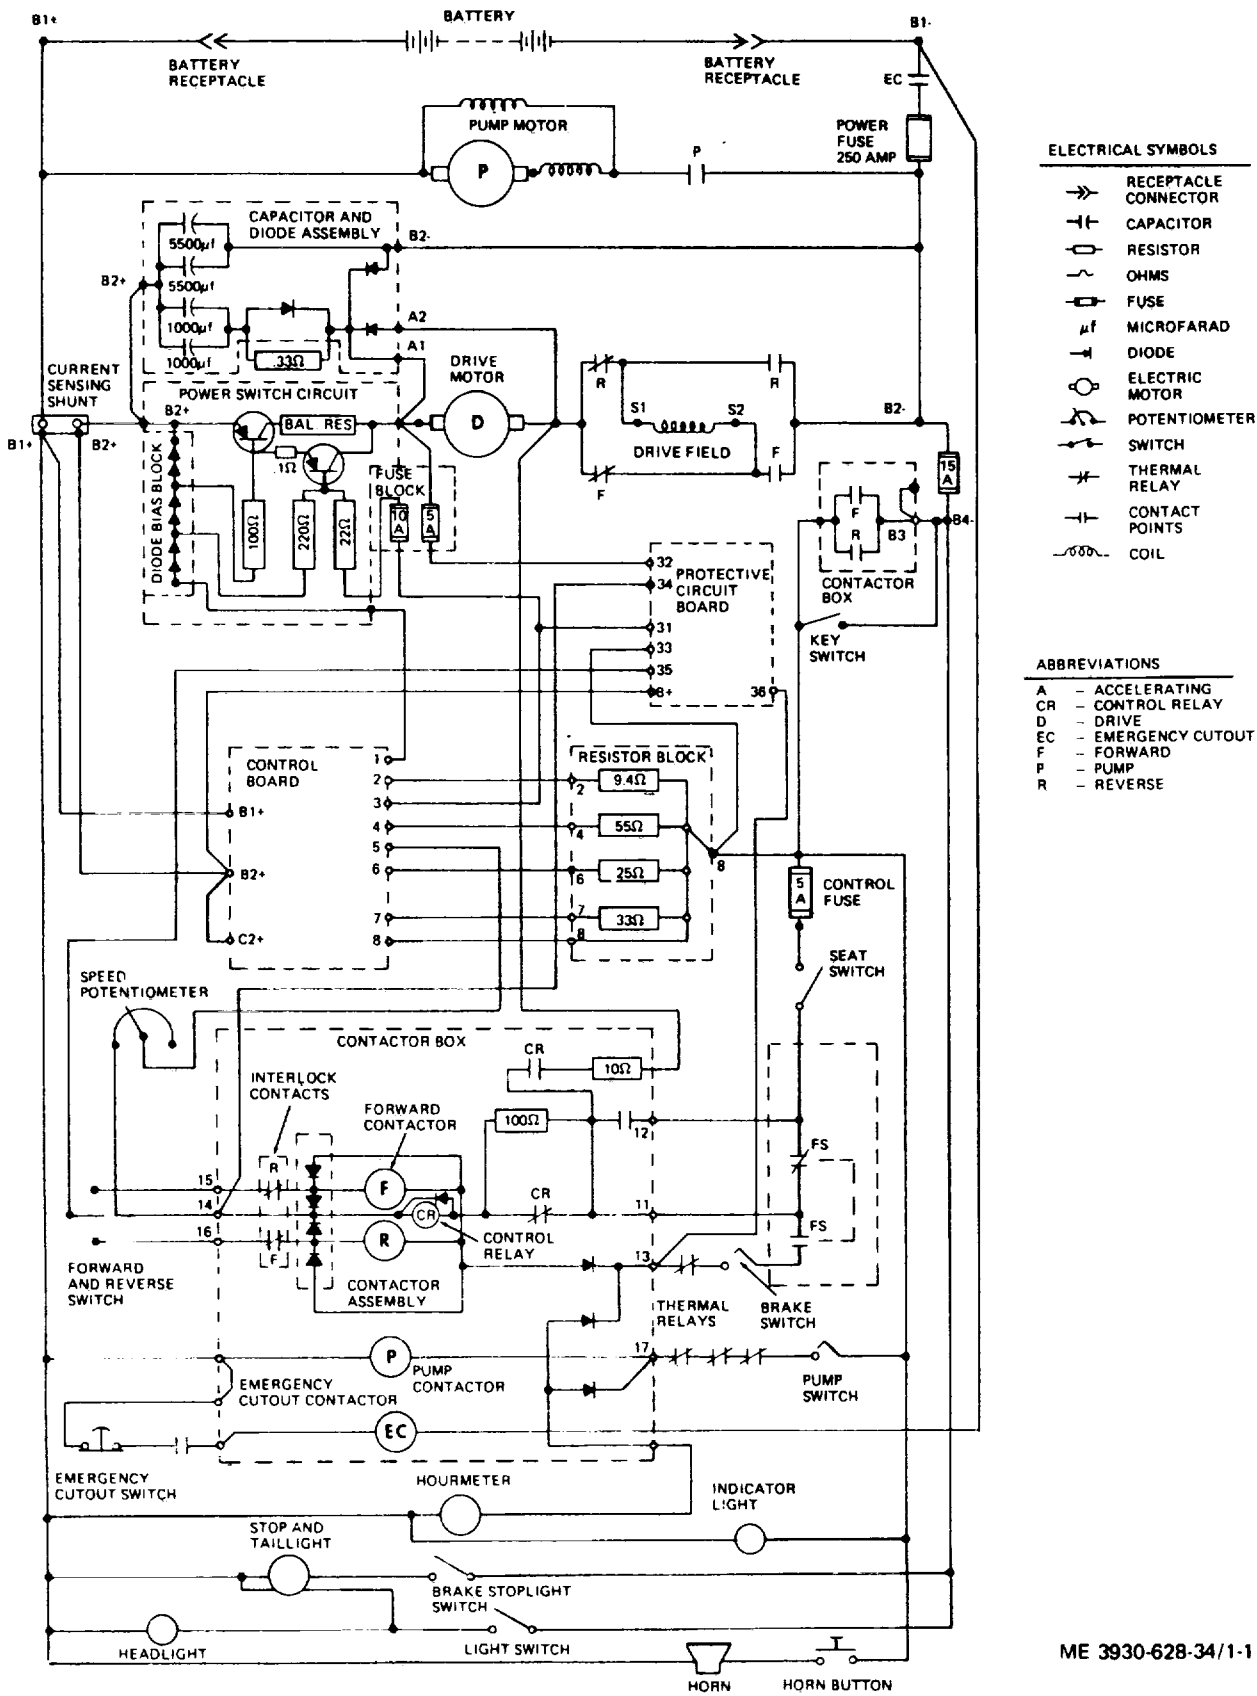 B1+
BATTERY
B1-
BATTERY
RECEPTACLE
BATTERY
RECEPTACLE
EC
PUMP MOTOR
P
P
POWER
FUSE
250 AMP
ELECTRICAL SYMBOLS
RECEPTACLE
CONNECTOR
CAPACITOR
RESISTOR
OHMS
FUSE
µf MICROFARAD
DIODE
ELECTRIC
MOTOR
POTENTIOMETER
SWITCH
THERMAL
RELAY
CONTACT
POINTS
COIL
CAPACITOR AND
DIODE ASSEMBLY
5500µf
5500µf
1000µf
1000µf
.33Ω
B2+
B2-
A2
A1
CURRENT
SENSING
SHUNT
B1+
B2+
POWER SWITCH CIRCUIT
B2+
BAL RES
.1Ω
DIODE BIAS BLOCK
100Ω
220Ω
22Ω
FUSE
BLOCK
10
A
5
A
DRIVE
MOTOR
D
R
R
S1
S2
DRIVE FIELD
F
F
B2-
15
A
F
R
B3
B4-
CONTACTOR
BOX
KEY
SWITCH
32
34
31
33
35
B+
36
PROTECTIVE
CIRCUIT
BOARD
ABBREVIATIONS
A - ACCELERATING
CR - CONTROL RELAY
D - DRIVE
EC - EMERGENCY CUTOUT
F - FORWARD
P - PUMP
R - REVERSE
CONTROL
BOARD
B1+
B2+
C2+
1
2
3
4
5
6
7
8
RESISTOR BLOCK
2
9.4Ω
4
55Ω
6
25Ω
7
33Ω
8
8
5
A
CONTROL
FUSE
SEAT
SWITCH
SPEED
POTENTIOMETER
CONTACTOR BOX
CR
10Ω
INTERLOCK
CONTACTS
FORWARD
CONTACTOR
100Ω
12
FS
R
15
F
14
CR
CR
11
FS
16
F
R
CONTROL
RELAY
13
FORWARD
AND REVERSE
SWITCH
CONTACTOR
ASSEMBLY
THERMAL
RELAYS
BRAKE
SWITCH
P
PUMP
CONTACTOR
17
PUMP
SWITCH
EMERGENCY
CUTOUT CONTACTOR
EC
EMERGENCY
CUTOUT SWITCH
HOURMETER
INDICATOR
LIGHT
STOP AND
TAILLIGHT
BRAKE STOPLIGHT
SWITCH
HEADLIGHT
LIGHT SWITCH
HORN
HORN BUTTON
ME 3930-628-34/1-1